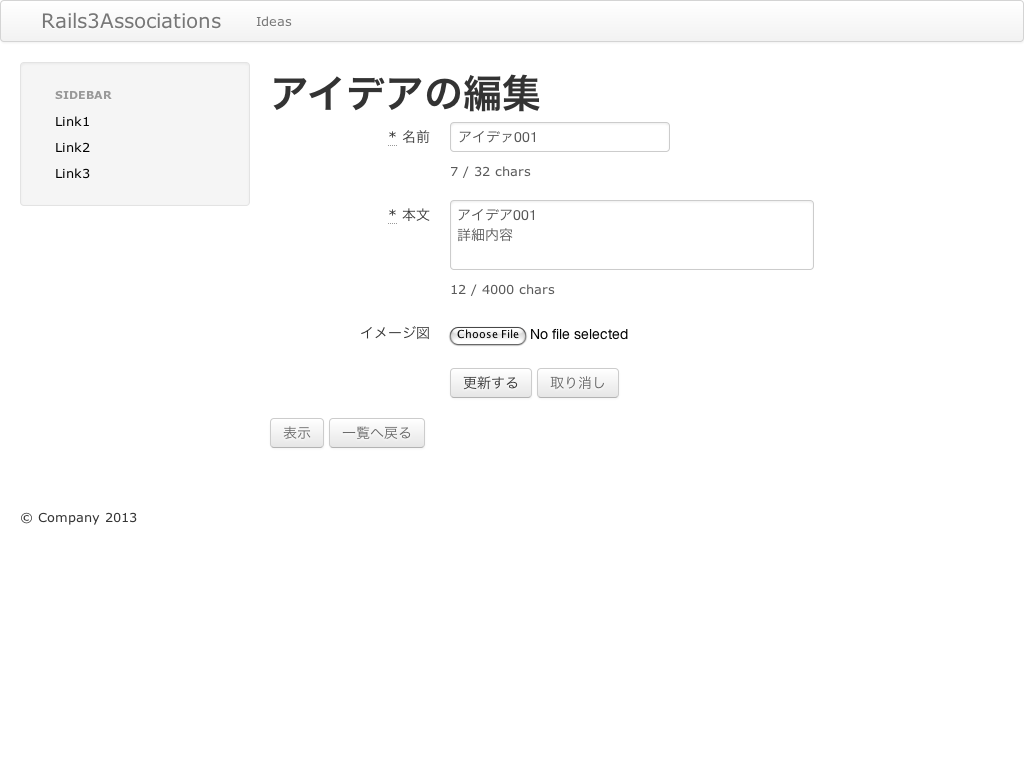 Rails3Associations Ideas
SIDEBAR
Link1
Link2
Link3
アイデアの編集
* 名前 アイデァ001
7 / 32 chars
* 本文 アイデア001
詳細内容
12 / 4000 chars
イメージ図 Choose File No file selected
更新する 取り消し
表示 一覧へ戻る
© Company 2013